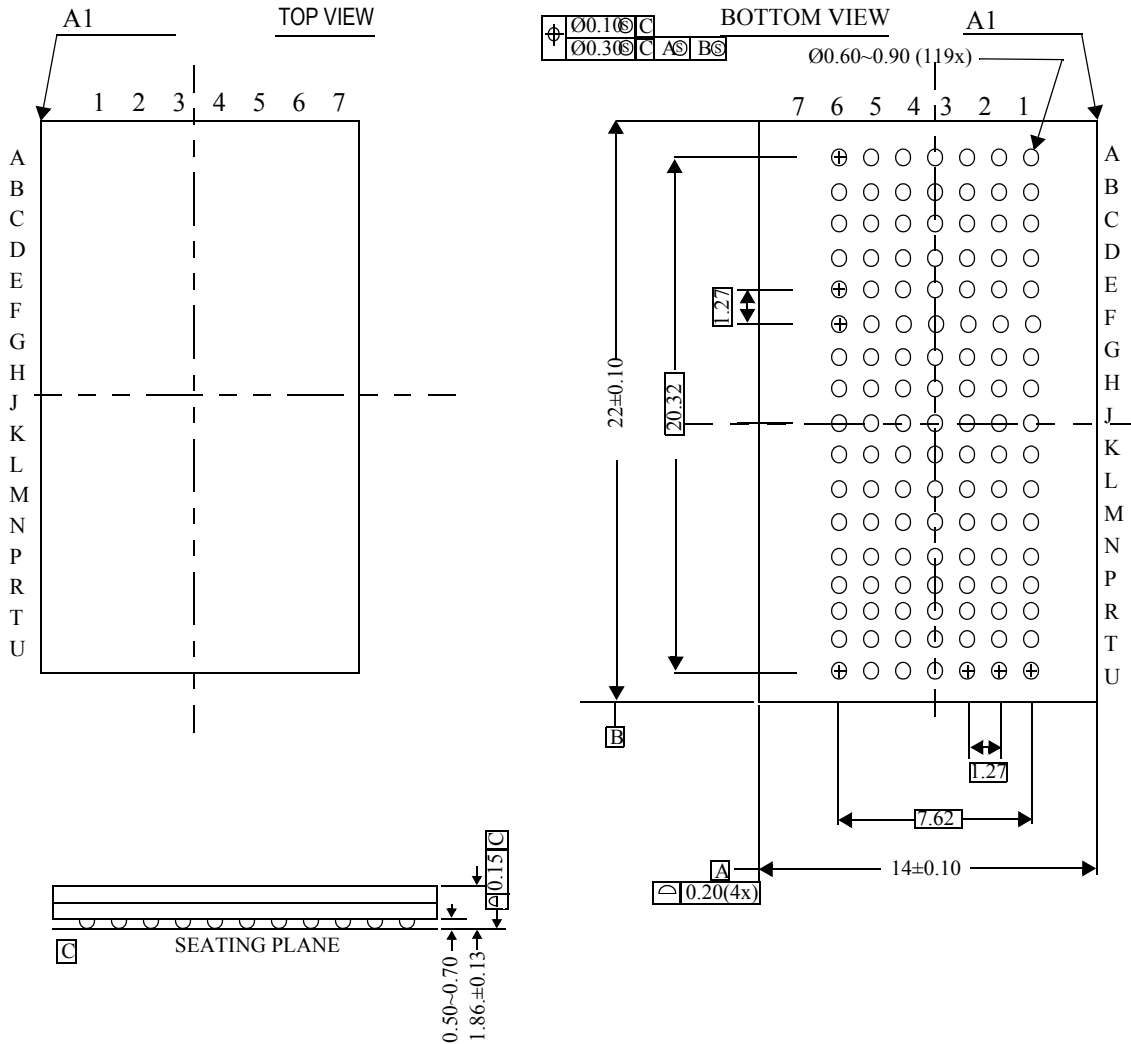 A1
TOP VIEW
1 2 3 4 5 6 7
A
B
C
D
E
F
G
H
J
K
L
M
N
P
R
T
U
Ø0.10Ⓢ C
Ø0.30Ⓢ C AⓈ BⓈ
BOTTOM VIEW
A1
Ø0.60~0.90 (119x)
7 6 5 4 3 2 1
A
B
C
D
E
F
G
H
J
K
L
M
N
P
R
T
U
1.27
22±0.10
20.32
B
1.27
7.62
A
14±0.10
0.20(4x)
0.15 C
C
SEATING PLANE
0.50~0.70
1.86.±0.13